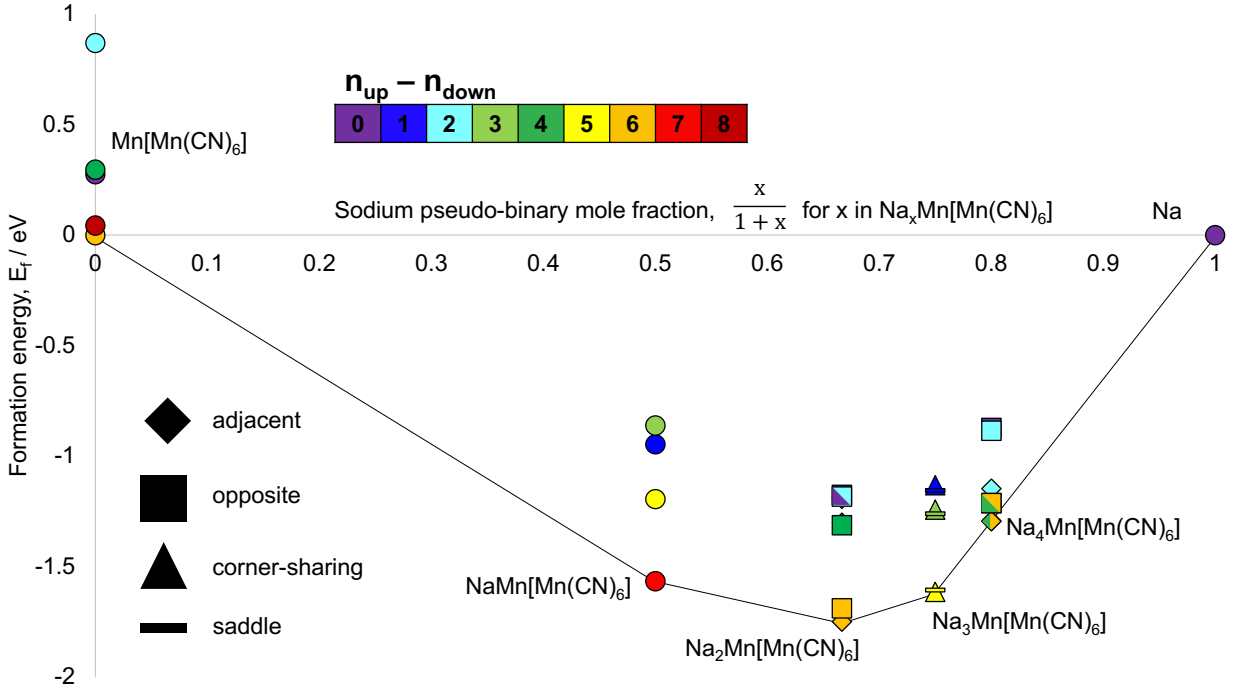 1
n_up – n_down
0 1 2 3 4 5 6 7 8
0.5
Mn[Mn(CN)₆]
Sodium pseudo-binary mole fraction, x/(1 + x) for x in NaₓMn[Mn(CN)₆]
Na
0
0 0.1 0.2 0.3 0.4 0.5 0.6 0.7 0.8 0.9 1
Formation energy, E_f / eV
-0.5
adjacent
-1
opposite
Na₄Mn[Mn(CN)₆]
-1.5
corner-sharing
NaMn[Mn(CN)₆]
Na₃Mn[Mn(CN)₆]
saddle
Na₂Mn[Mn(CN)₆]
-2